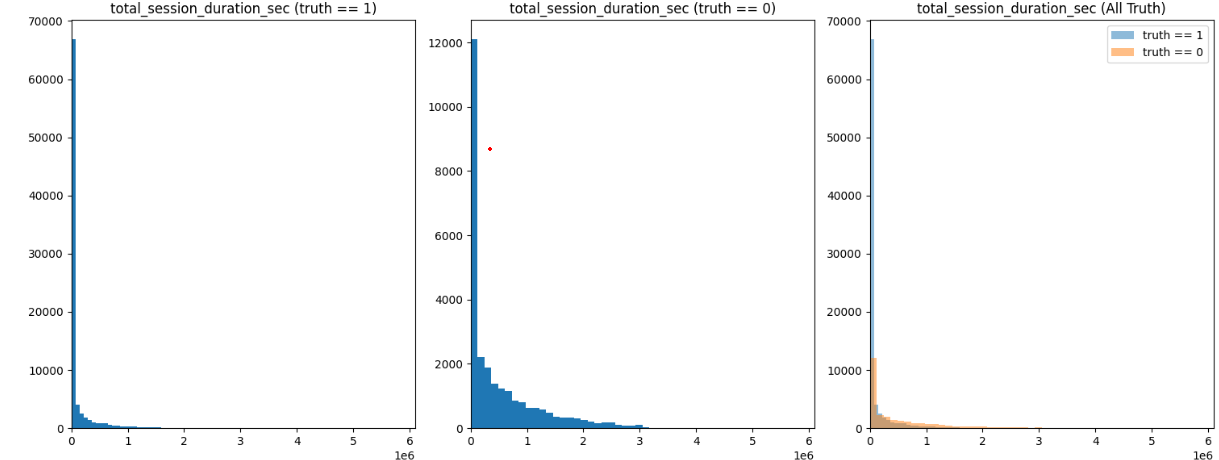 total_session_duration_sec (truth == 1)
70000
60000
50000
40000
30000
20000
10000
0
0 1 2 3 4 5 6
1e6
total_session_duration_sec (truth == 0)
12000
10000
8000
6000
4000
2000
0
0 1 2 3 4 5 6
1e6
total_session_duration_sec (All Truth)
truth == 1
truth == 0
70000
60000
50000
40000
30000
20000
10000
0
0 1 2 3 4 5 6
1e6